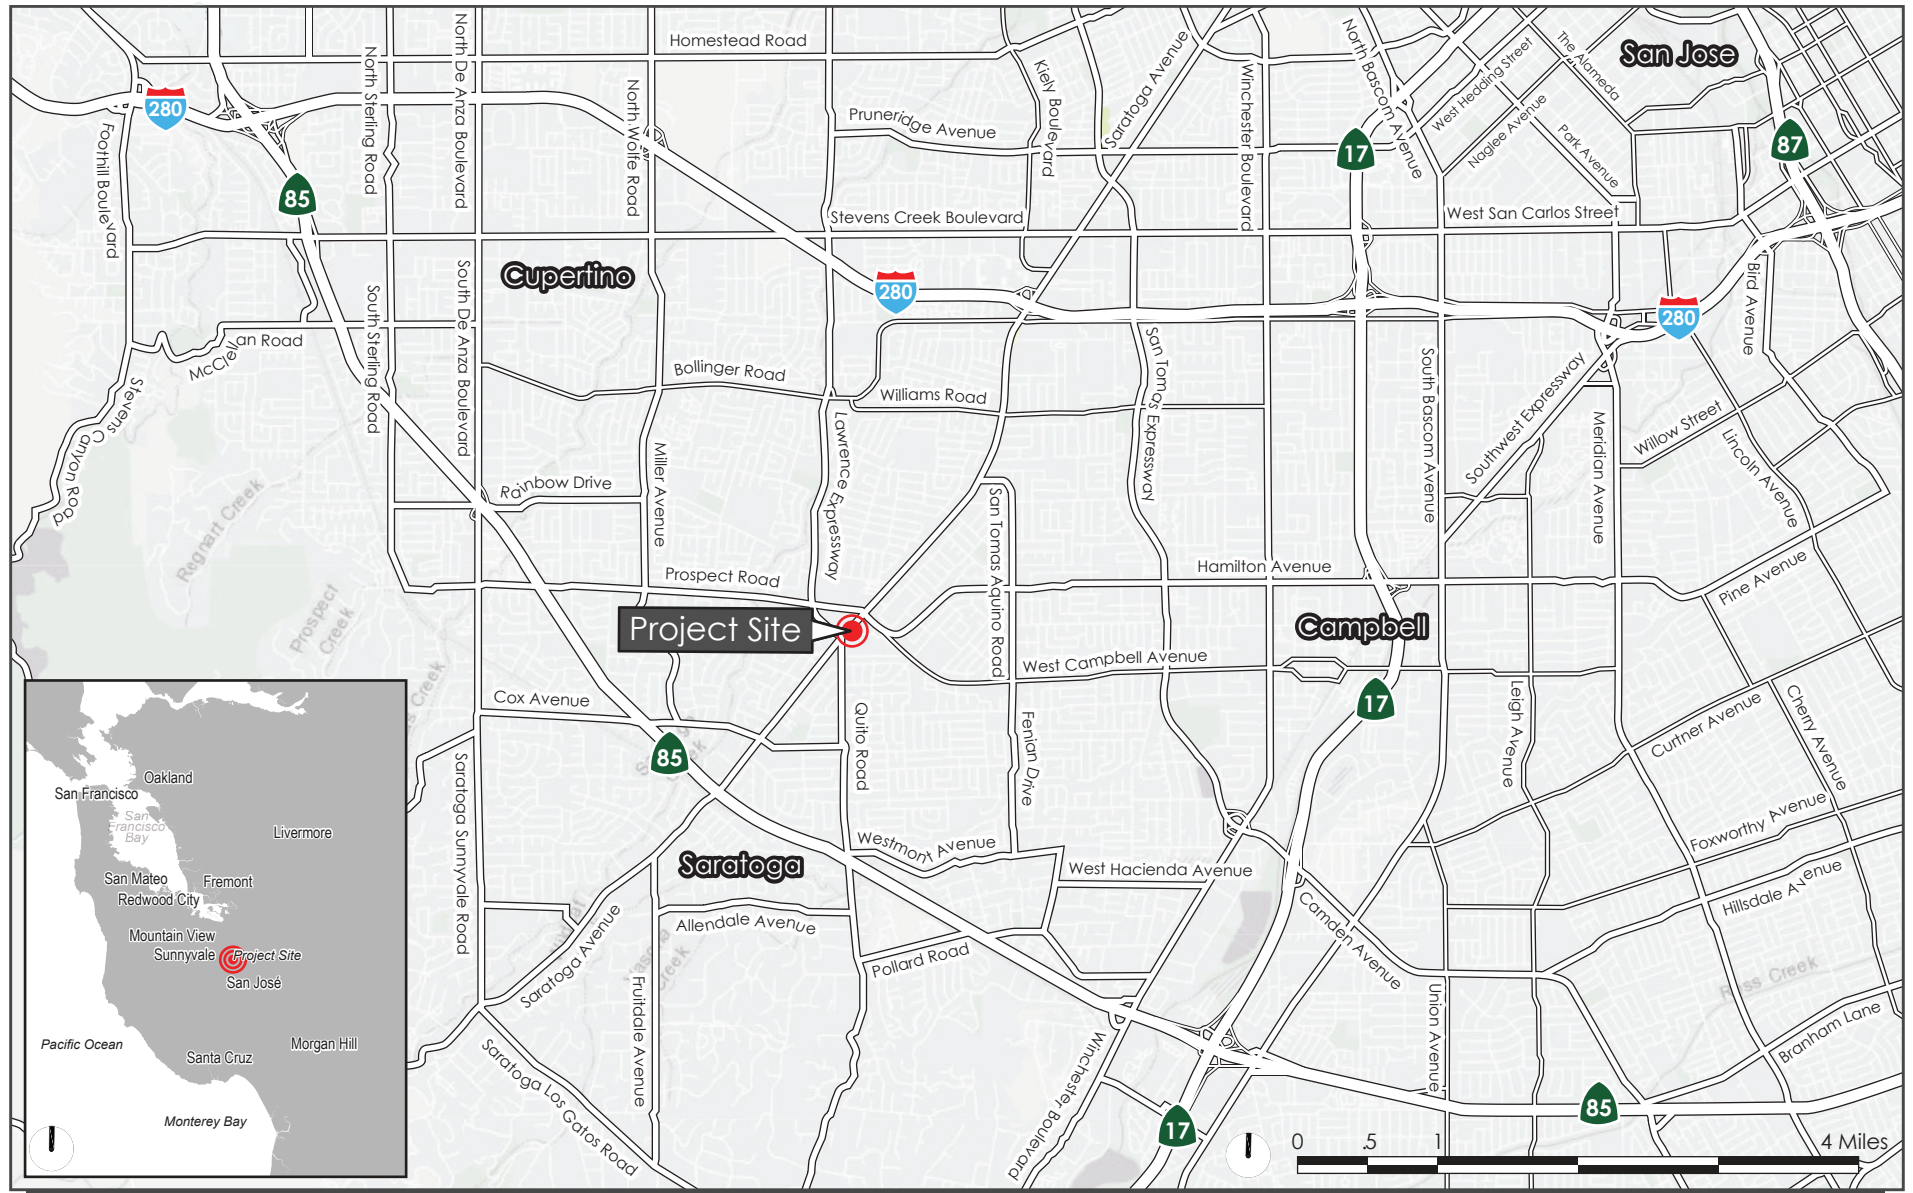 Homestead Road
San Jose
North Sterling Road
North De Anza Boulevard
North Wolfe Road
Kiely Boulevard
Saratoga Avenue
Winchester Boulevard
North Bascom Avenue
West Hedding Street
The Alameda
Naglee Avenue
Park Avenue
280
Foothill Boulevard
85
Pruneridge Avenue
17
87
Stevens Creek Boulevard
West San Carlos Street
Cupertino
280
280
Bird Avenue
McClellan Road
South Sterling Road
South De Anza Boulevard
Bollinger Road
Williams Road
San Tomas Expressway
South Bascom Avenue
Southwest Expressway
Meridian Avenue
Willow Street
Lincoln Avenue
Stevens Canyon Road
Regnart Creek
Rainbow Drive
Miller Avenue
Lawrence Expressway
San Tomas Aquino Road
Prospect Road
Hamilton Avenue
Pine Avenue
Prospect
Creek
Project Site
Campbell
West Campbell Avenue
Cox Avenue
85
Quito Road
Fenian Drive
17
Leigh Avenue
Curtner Avenue
Cherry Avenue
Creek
Saratoga Sunnyvale Road
Saratoga
Westmont Avenue
West Hacienda Avenue
Foxworthy Avenue
Hillsdale Avenue
Allendale Avenue
Saratoga Avenue
Creek
Pollard Road
Camden Avenue
Ross Creek
Fruitdale Avenue
Union Avenue
Branham Lane
Saratoga Los Gatos Road
Winchester Boulevard
17
85
0 .5 1 4 Miles
Oakland
San Francisco
San
Francisco
Bay
Livermore
San Mateo
Fremont
Redwood City
Mountain View
Sunnyvale
Project Site
San José
Pacific Ocean
Santa Cruz
Morgan Hill
Monterey Bay